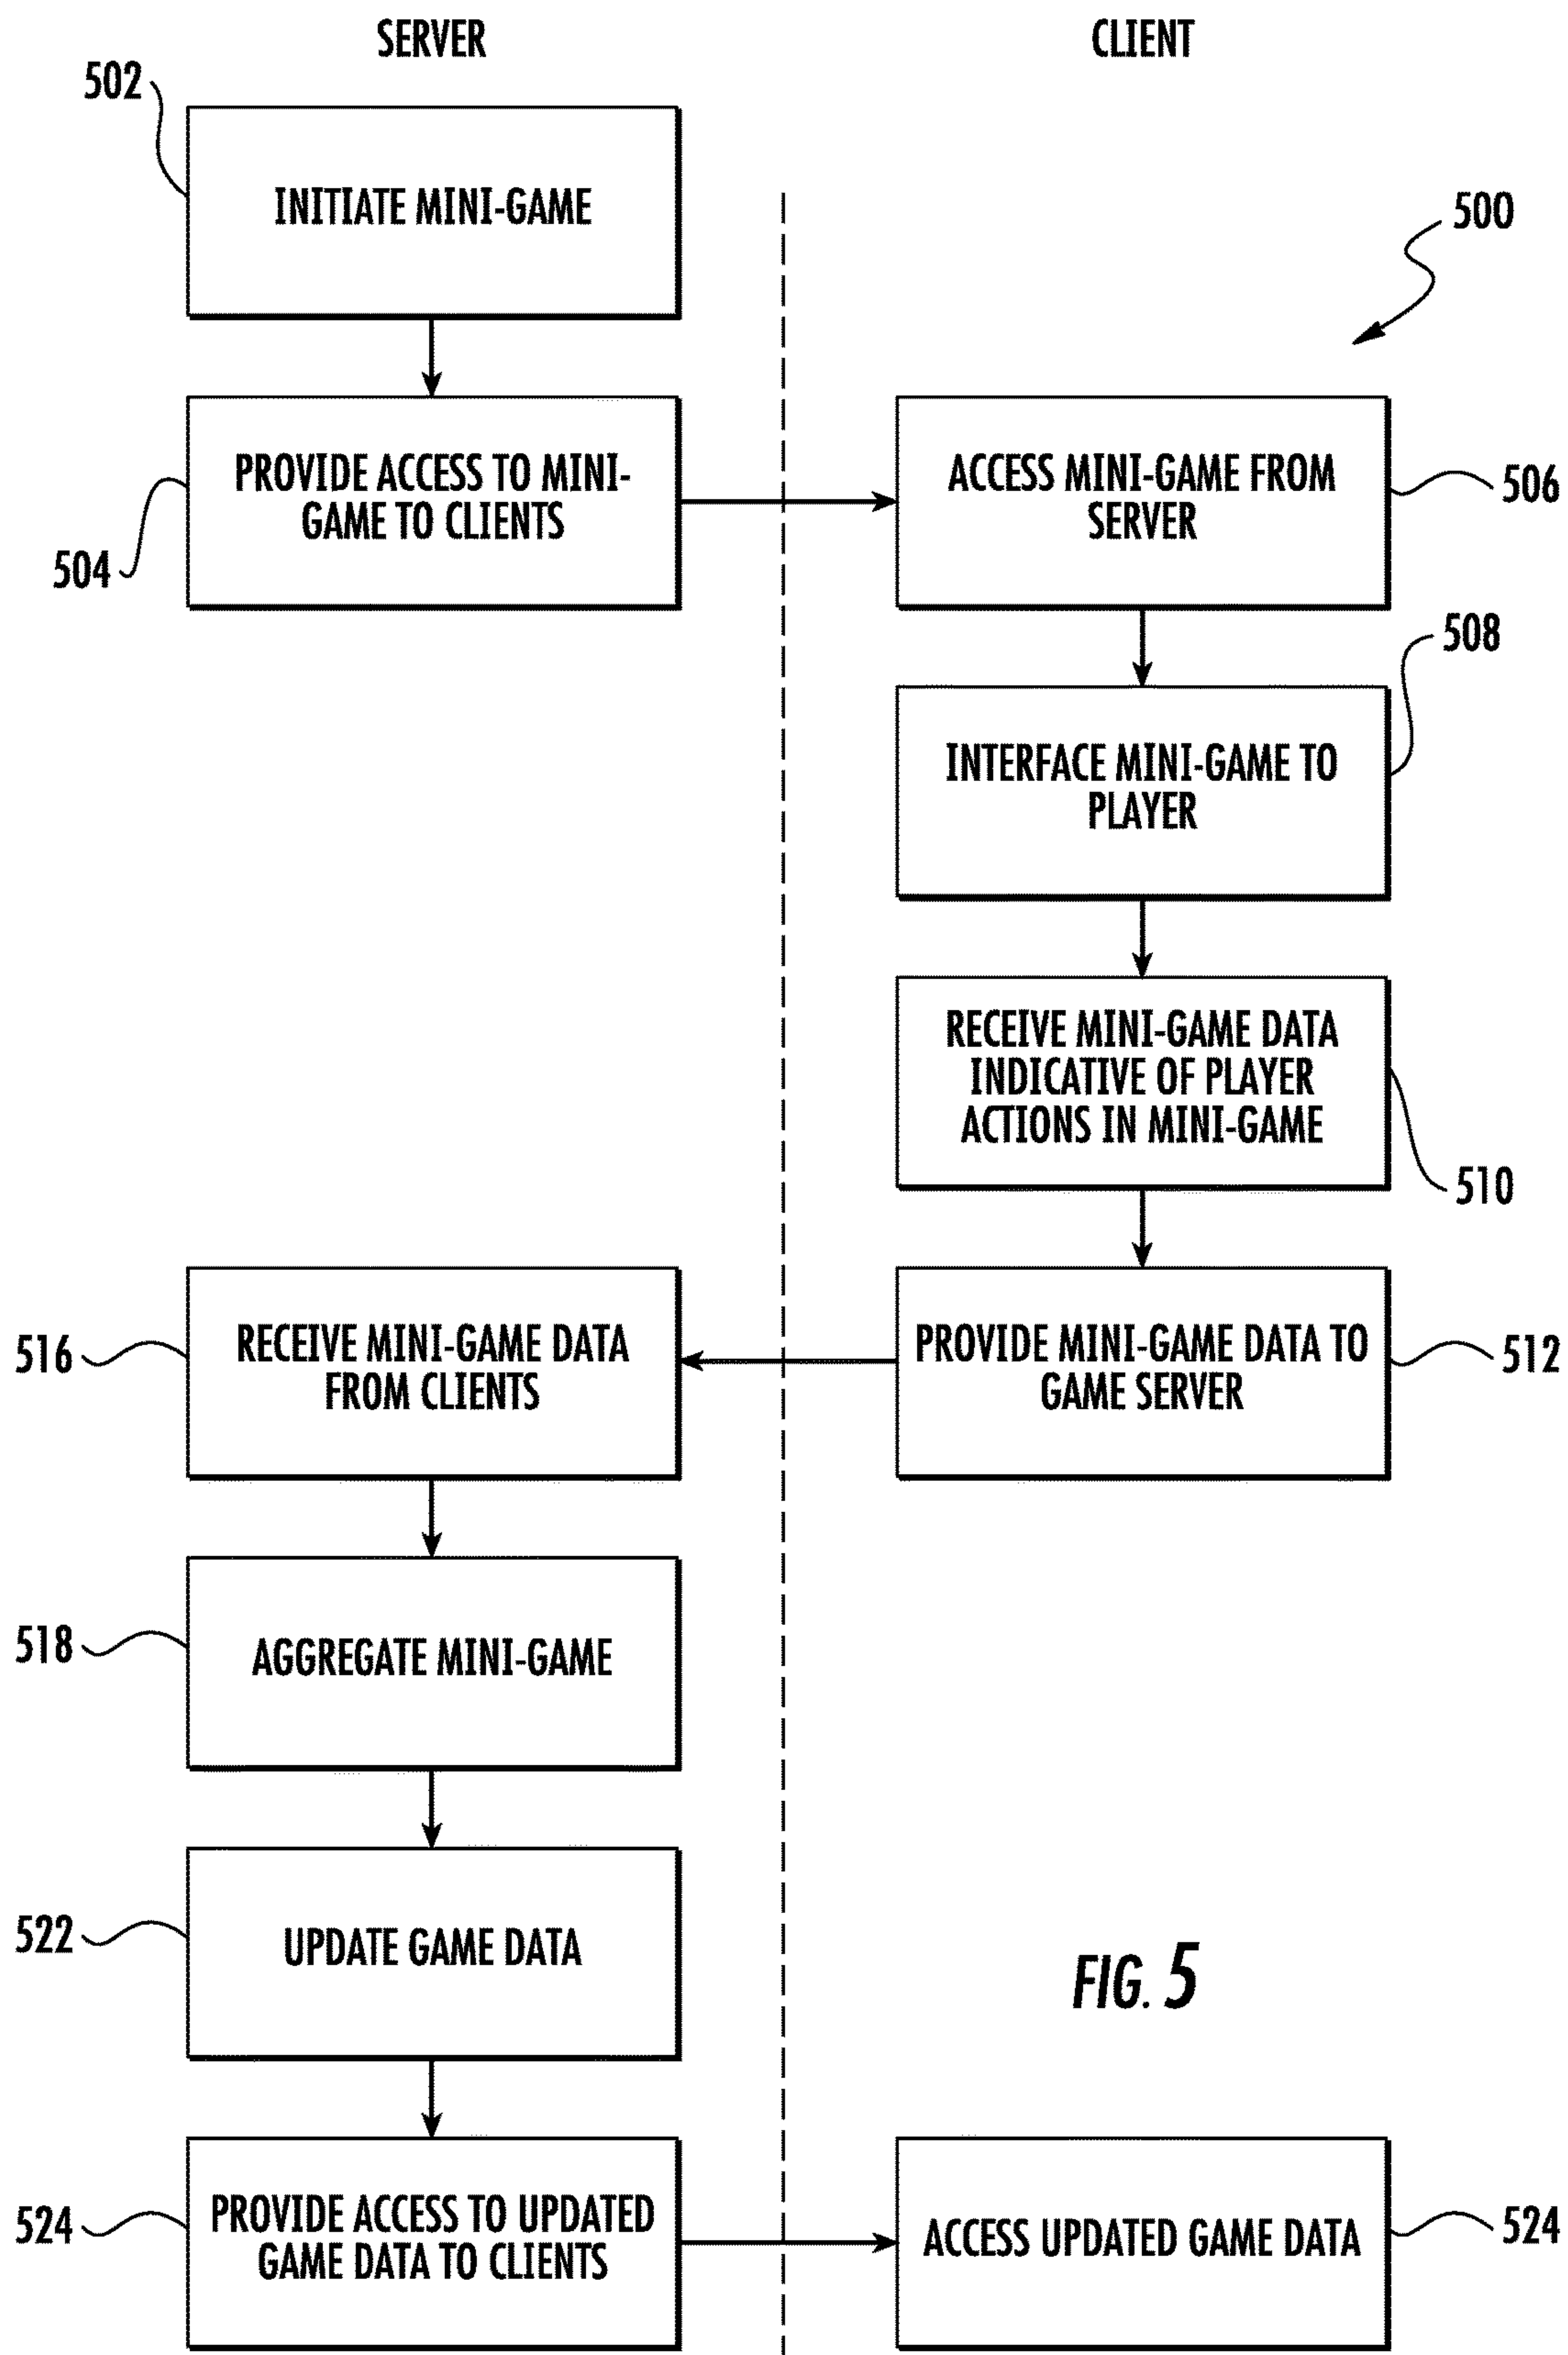 SERVER
CLIENT
502
INITIATE MINI-GAME
500
PROVIDE ACCESS TO MINI-
GAME TO CLIENTS
504
ACCESS MINI-GAME FROM
SERVER
506
508
INTERFACE MINI-GAME TO
PLAYER
RECEIVE MINI-GAME DATA
INDICATIVE OF PLAYER
ACTIONS IN MINI-GAME
510
PROVIDE MINI-GAME DATA TO
GAME SERVER
512
516
RECEIVE MINI-GAME DATA
FROM CLIENTS
518
AGGREGATE MINI-GAME
522
UPDATE GAME DATA
FIG. 5
524
PROVIDE ACCESS TO UPDATED
GAME DATA TO CLIENTS
ACCESS UPDATED GAME DATA
524